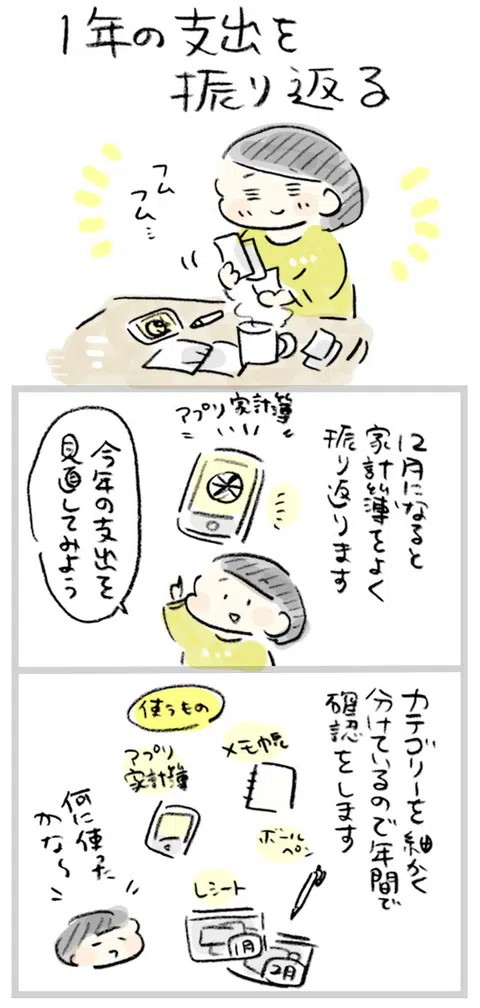 1年の支出を
振り返る
フム
フム…
12月になると
家計簿をよく
振り返ります
アプリ家計簿
今年の支出を
見直してみよう
カテゴリーを細かく
分けているので年間で
確認をします
使うもの
メモ帳
アプリ
家計簿
ボール
ペン
レシート
1月
2月
何に使った
かな〜